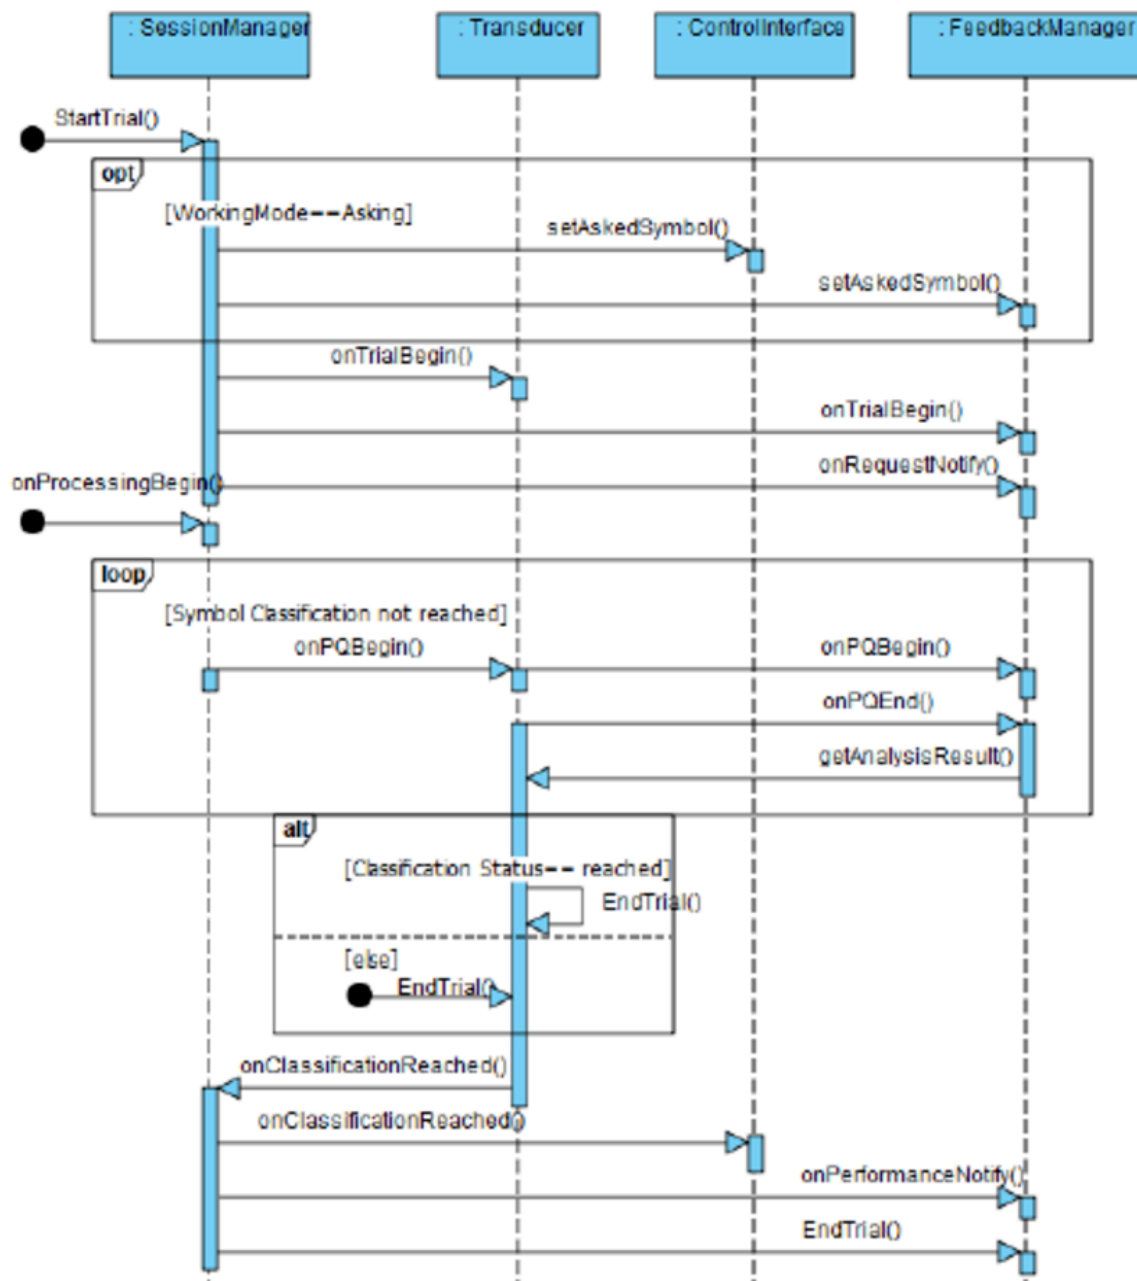 : SessionManager
: Transducer
: ControlInterface
: FeedbackManager
StartTrial()
opt
[WorkingMode==Asking]
setAskedSymbol()
setAskedSymbol()
onTrialBegin()
onTrialBegin()
onRequestNotify()
onProcessingBegin()
loop
[Symbol Classification not reached]
onPQBegin()
onPQBegin()
onPQEnd()
getAnalysisResult()
alt
[Classification Status== reached]
EndTrial()
[else]
EndTrial()
onClassificationReached()
onClassificationReached()
onPerformanceNotify()
EndTrial()